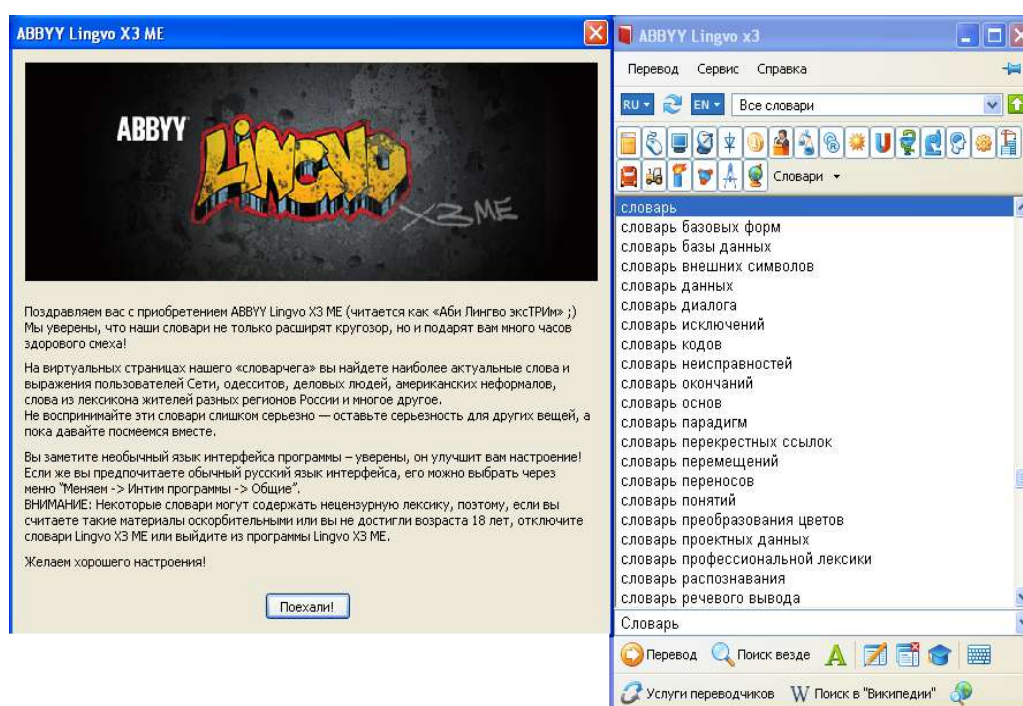 ABBYY Lingvo X3 ME
ABBYY
LINGVO
X3 ME
Поздравляем вас с приобретением ABBYY Lingvo X3 ME (читается как «Аби Лингво эксТРИм» ;)
Мы уверены, что наши словари не только расширят кругозор, но и подарят вам много часов
здорового смеха!
На виртуальных страницах нашего «словарчега» вы найдете наиболее актуальные слова и
выражения пользователей Сети, одесситов, деловых людей, американских неформалов,
слова из лексикона жителей разных регионов России и многое другое.
Не воспринимайте эти словари слишком серьезно — оставьте серьезность для других вещей, а
пока давайте посмеемся вместе.
Вы заметите необычный язык интерфейса программы – уверены, он улучшит вам настроение!
Если же вы предпочитаете обычный русский язык интерфейса, его можно выбрать через
меню "Меняем -> Интим программы -> Общие".
ВНИМАНИЕ: Некоторые словари могут содержать нецензурную лексику, поэтому, если вы
считаете такие материалы оскорбительными или вы не достигли возраста 18 лет, отключите
словари Lingvo X3 ME или выйдите из программы Lingvo X3 ME.
Желаем хорошего настроения!
Поехали!
ABBYY Lingvo x3
Перевод Сервис Справка
RU EN Все словари
Словари
словарь
словарь базовых форм
словарь базы данных
словарь внешних символов
словарь данных
словарь диалога
словарь исключений
словарь кодов
словарь неисправностей
словарь окончаний
словарь основ
словарь парадигм
словарь перекрестных ссылок
словарь перемещений
словарь переносов
словарь понятий
словарь преобразования цветов
словарь проектных данных
словарь профессиональной лексики
словарь распознавания
словарь речевого вывода
Словарь
Перевод Поиск везде
Услуги переводчиков W Поиск в "Википедии"